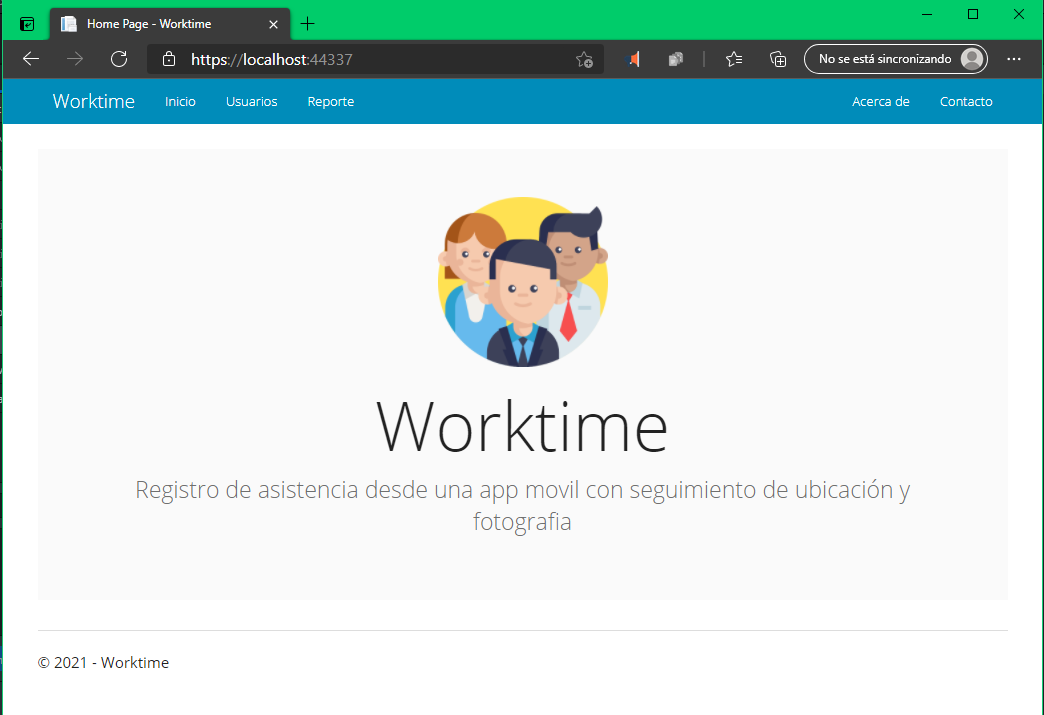 Home Page - Worktime
https://localhost:44337
No se está sincronizando
Worktime Inicio Usuarios Reporte Acerca de Contacto
Worktime
Registro de asistencia desde una app movil con seguimiento de ubicación y
fotografia
© 2021 - Worktime